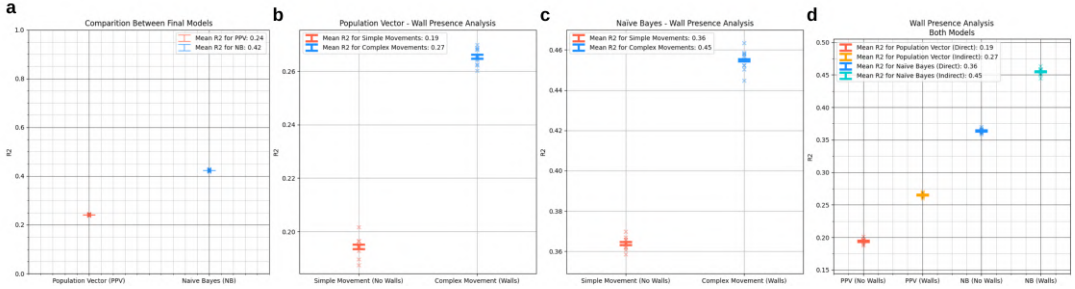 a
Comparition Between Final Models
Mean R2 for PPV: 0.24
Mean R2 for NB: 0.42
1.0
0.8
0.6
0.4
0.2
0.0
R2
Population Vector (PPV)
Naive Bayes (NB)
b
Population Vector - Wall Presence Analysis
Mean R2 for Simple Movements: 0.19
Mean R2 for Complex Movements: 0.27
0.26
0.24
0.22
0.20
R2
Simple Movement (No Walls)
Complex Movement (Walls)
c
Naive Bayes - Wall Presence Analysis
Mean R2 for Simple Movements: 0.36
Mean R2 for Complex Movements: 0.45
0.46
0.44
0.42
0.40
0.38
0.36
R2
Simple Movement (No Walls)
Complex Movement (Walls)
d
Wall Presence Analysis
Both Models
Mean R2 for Population Vector (Direct): 0.19
Mean R2 for Population Vector (Indirect): 0.27
Mean R2 for Naive Bayes (Direct): 0.36
Mean R2 for Naive Bayes (Indirect): 0.45
0.50
0.45
0.40
0.35
0.30
0.25
0.20
0.15
R2
PPV (No Walls)
PPV (Walls)
NB (No Walls)
NB (Walls)